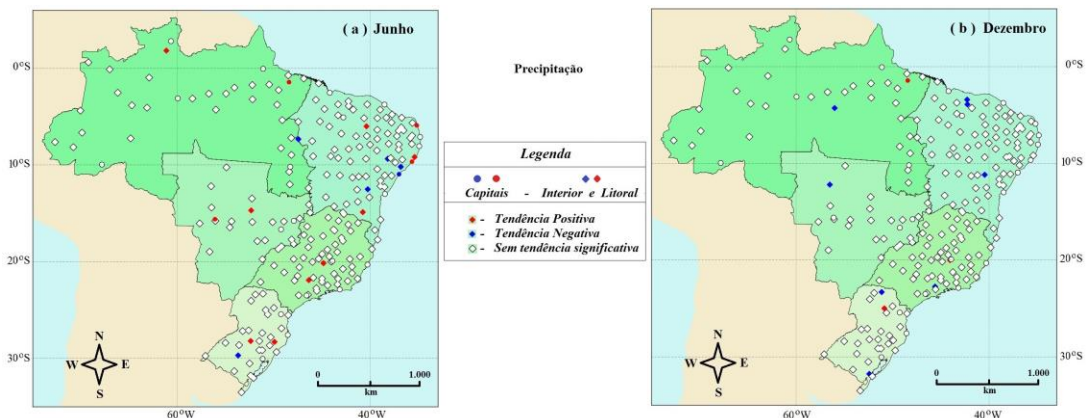 ( a ) Junho
0°S
10°S
20°S
30°S
N
W E
S
0 1.000
km
60°W 40°W
Precipitação
Legenda
Capitais - Interior e Litoral
- Tendência Positiva
- Tendência Negativa
- Sem tendência significativa
( b ) Dezembro
0°S
10°S
20°S
30°S
N
W E
S
0 1.000
km
60°W 40°W